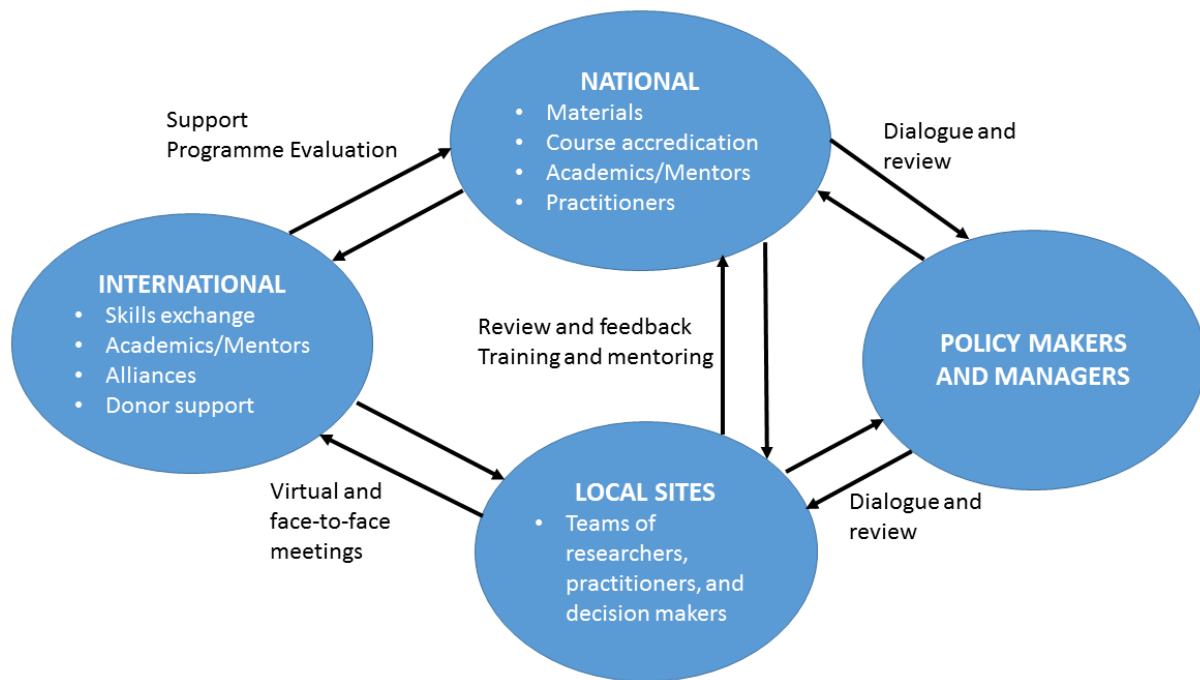 NATIONAL
• Materials
• Course accredication
• Academics/Mentors
• Practitioners
Support
Programme Evaluation
Dialogue and
review
INTERNATIONAL
• Skills exchange
• Academics/Mentors
• Alliances
• Donor support
Review and feedback
Training and mentoring
POLICY MAKERS
AND MANAGERS
Virtual and
face-to-face
meetings
LOCAL SITES
• Teams of
researchers,
practitioners, and
decision makers
Dialogue and
review